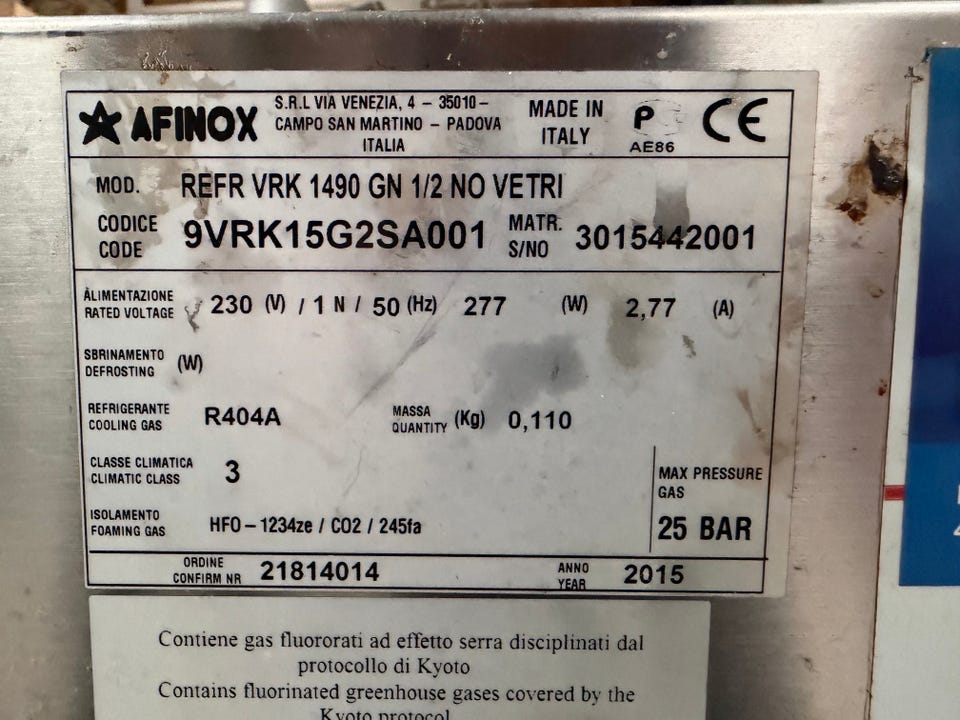 AFINOX
S.R.L VIA VENEZIA, 4 – 35010 –
CAMPO SAN MARTINO – PADOVA
ITALIA
MADE IN
ITALY
P
AE86
CE
MOD. REFR VRK 1490 GN 1/2 NO VETRI
CODICE
CODE
9VRK15G2SA001
MATR.
S/NO
3015442001
ALIMENTAZIONE
RATED VOLTAGE
230 (V) / 1 N / 50 (Hz) 277 (W) 2,77 (A)
SBRINAMENTO
DEFROSTING
(W)
REFRIGERANTE
COOLING GAS
R404A
MASSA
QUANTITY
(Kg) 0,110
CLASSE CLIMATICA
CLIMATIC CLASS
3
MAX PRESSURE
GAS
25 BAR
ISOLAMENTO
FOAMING GAS
HFO – 1234ze / CO2 / 245fa
ORDINE
CONFIRM NR
21814014
ANNO
YEAR
2015
Contiene gas fluororati ad effetto serra disciplinati dal
protocollo di Kyoto
Contains fluorinated greenhouse gases covered by the
Kyoto protocol